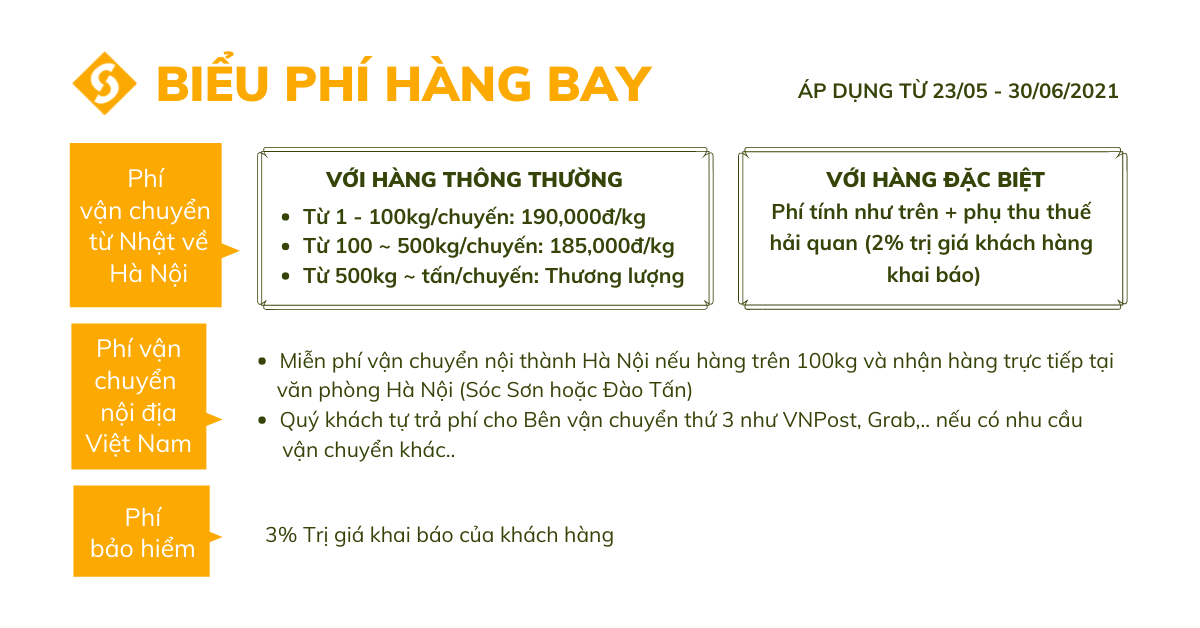 BIỂU PHÍ HÀNG BAY
ÁP DỤNG TỪ 23/05 - 30/06/2021
Phí
vận chuyển
từ Nhật về
Hà Nội
VỚI HÀNG THÔNG THƯỜNG
• Từ 1 - 100kg/chuyến: 190,000đ/kg
• Từ 100 ~ 500kg/chuyến: 185,000đ/kg
• Từ 500kg ~ tấn/chuyến: Thương lượng
VỚI HÀNG ĐẶC BIỆT
Phí tính như trên + phụ thu thuế
hải quan (2% trị giá khách hàng
khai báo)
Phí vận
chuyển
nội địa
Việt Nam
• Miễn phí vận chuyển nội thành Hà Nội nếu hàng trên 100kg và nhận hàng trực tiếp tại
văn phòng Hà Nội (Sóc Sơn hoặc Đào Tấn)
• Quý khách tự trả phí cho Bên vận chuyển thứ 3 như VNPost, Grab,.. nếu có nhu cầu
vận chuyển khác..
Phí
bảo hiểm
3% Trị giá khai báo của khách hàng